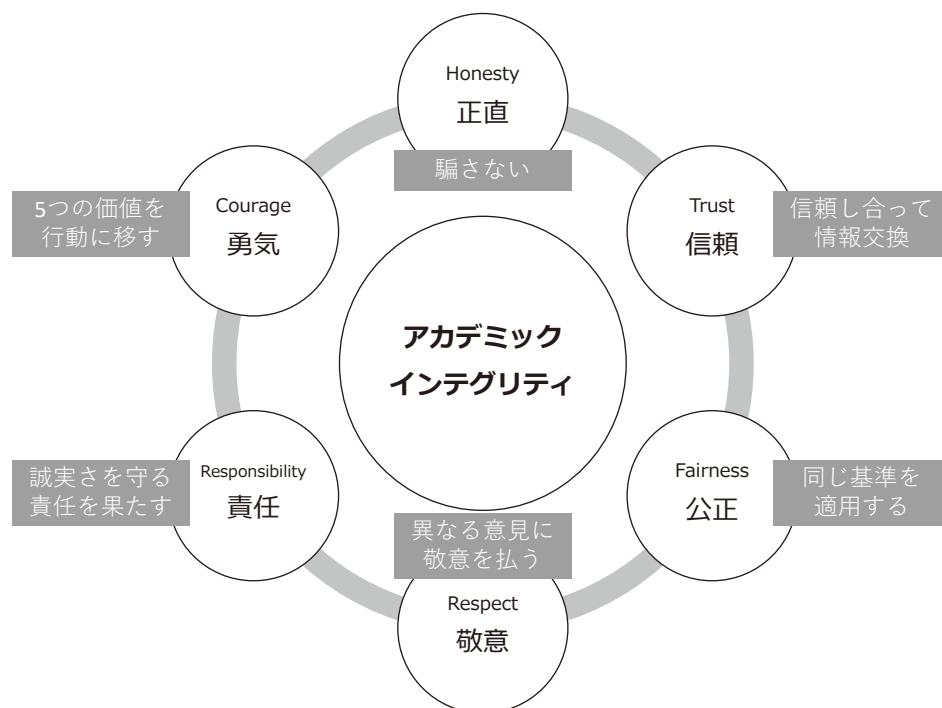 Honesty
正直
騙さない
Trust
信頼
信頼し合って
情報交換
Fairness
公正
同じ基準を
適用する
異なる意見に
敬意を払う
Respect
敬意
Responsibility
責任
誠実さを守る
責任を果たす
Courage
勇気
5つの価値を
行動に移す
アカデミック
インテグリティ